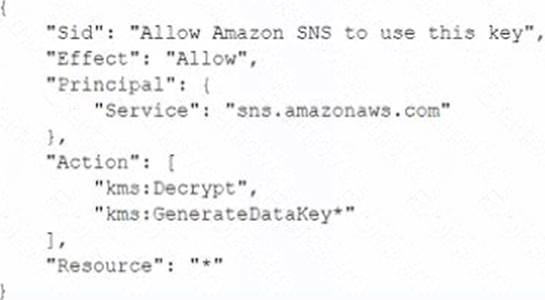 {
    "Sid": "Allow Amazon SNS to use this key",
    "Effect": "Allow",
    "Principal": {
        "Service": "sns.amazonaws.com"
    },
    "Action": [
        "kms:Decrypt",
        "kms:GenerateDataKey*"
    ],
    "Resource": "*"
}